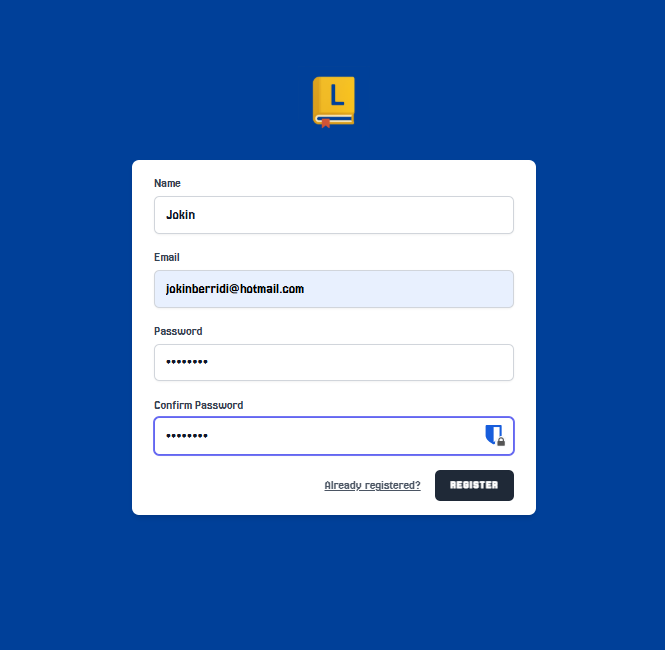 L
Name
Jokin
Email
jokinberridi@hotmail.com
Password
••••••••
Confirm Password
••••••••
Already registered? REGISTER